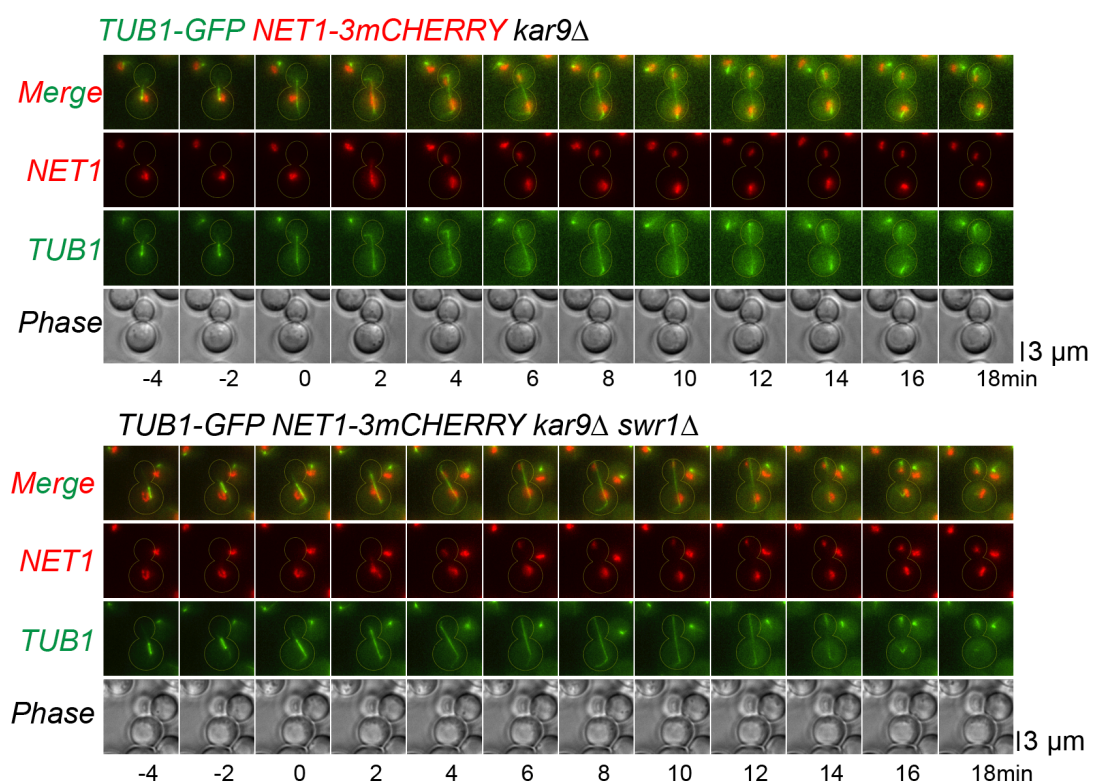 TUB1-GFP NET1-3mCHERRY kar9Δ
Merge
NET1
TUB1
Phase
3 µm
-4 -2 0 2 4 6 8 10 12 14 16 18min
TUB1-GFP NET1-3mCHERRY kar9Δ swr1Δ
Merge
NET1
TUB1
Phase
3 µm
-4 -2 0 2 4 6 8 10 12 14 16 18min